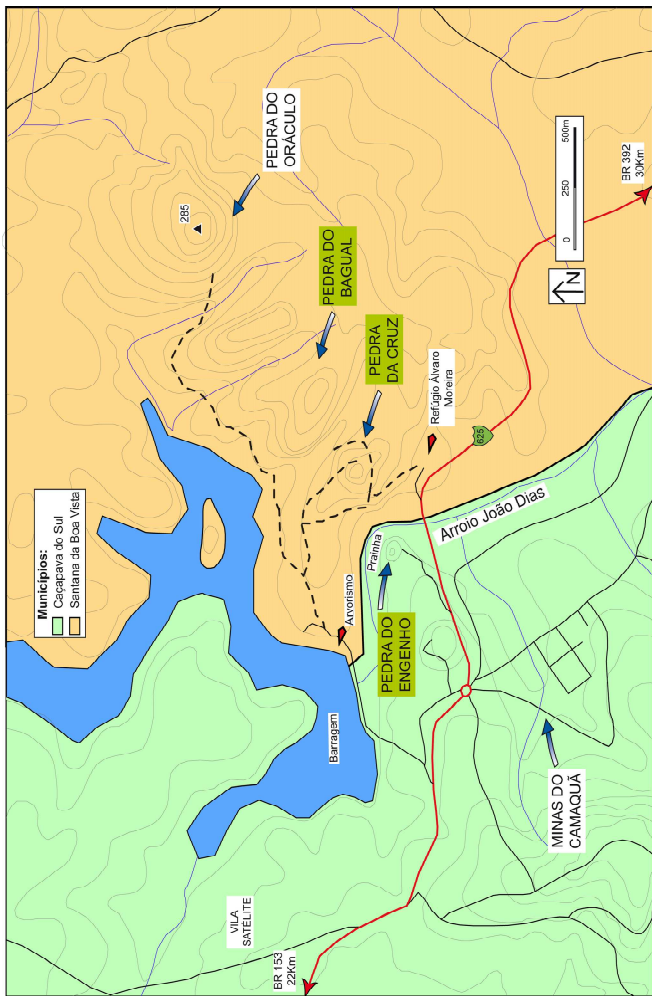 Municípios:
Caçapava do Sul
Santana da Boa Vista
PEDRA DO
ORÁCULO
285
PEDRA DO
BAGUAL
PEDRA
DA CRUZ
Refúgio Álvaro
Moreira
625
0
250
500m
N
BR 392
30Km
Arroio João Dias
Prainha
Arvorismo
PEDRA DO
ENGENHO
Barragem
VILA
SATÉLITE
BR 153
22Km
MINAS DO
CAMAQUÃ